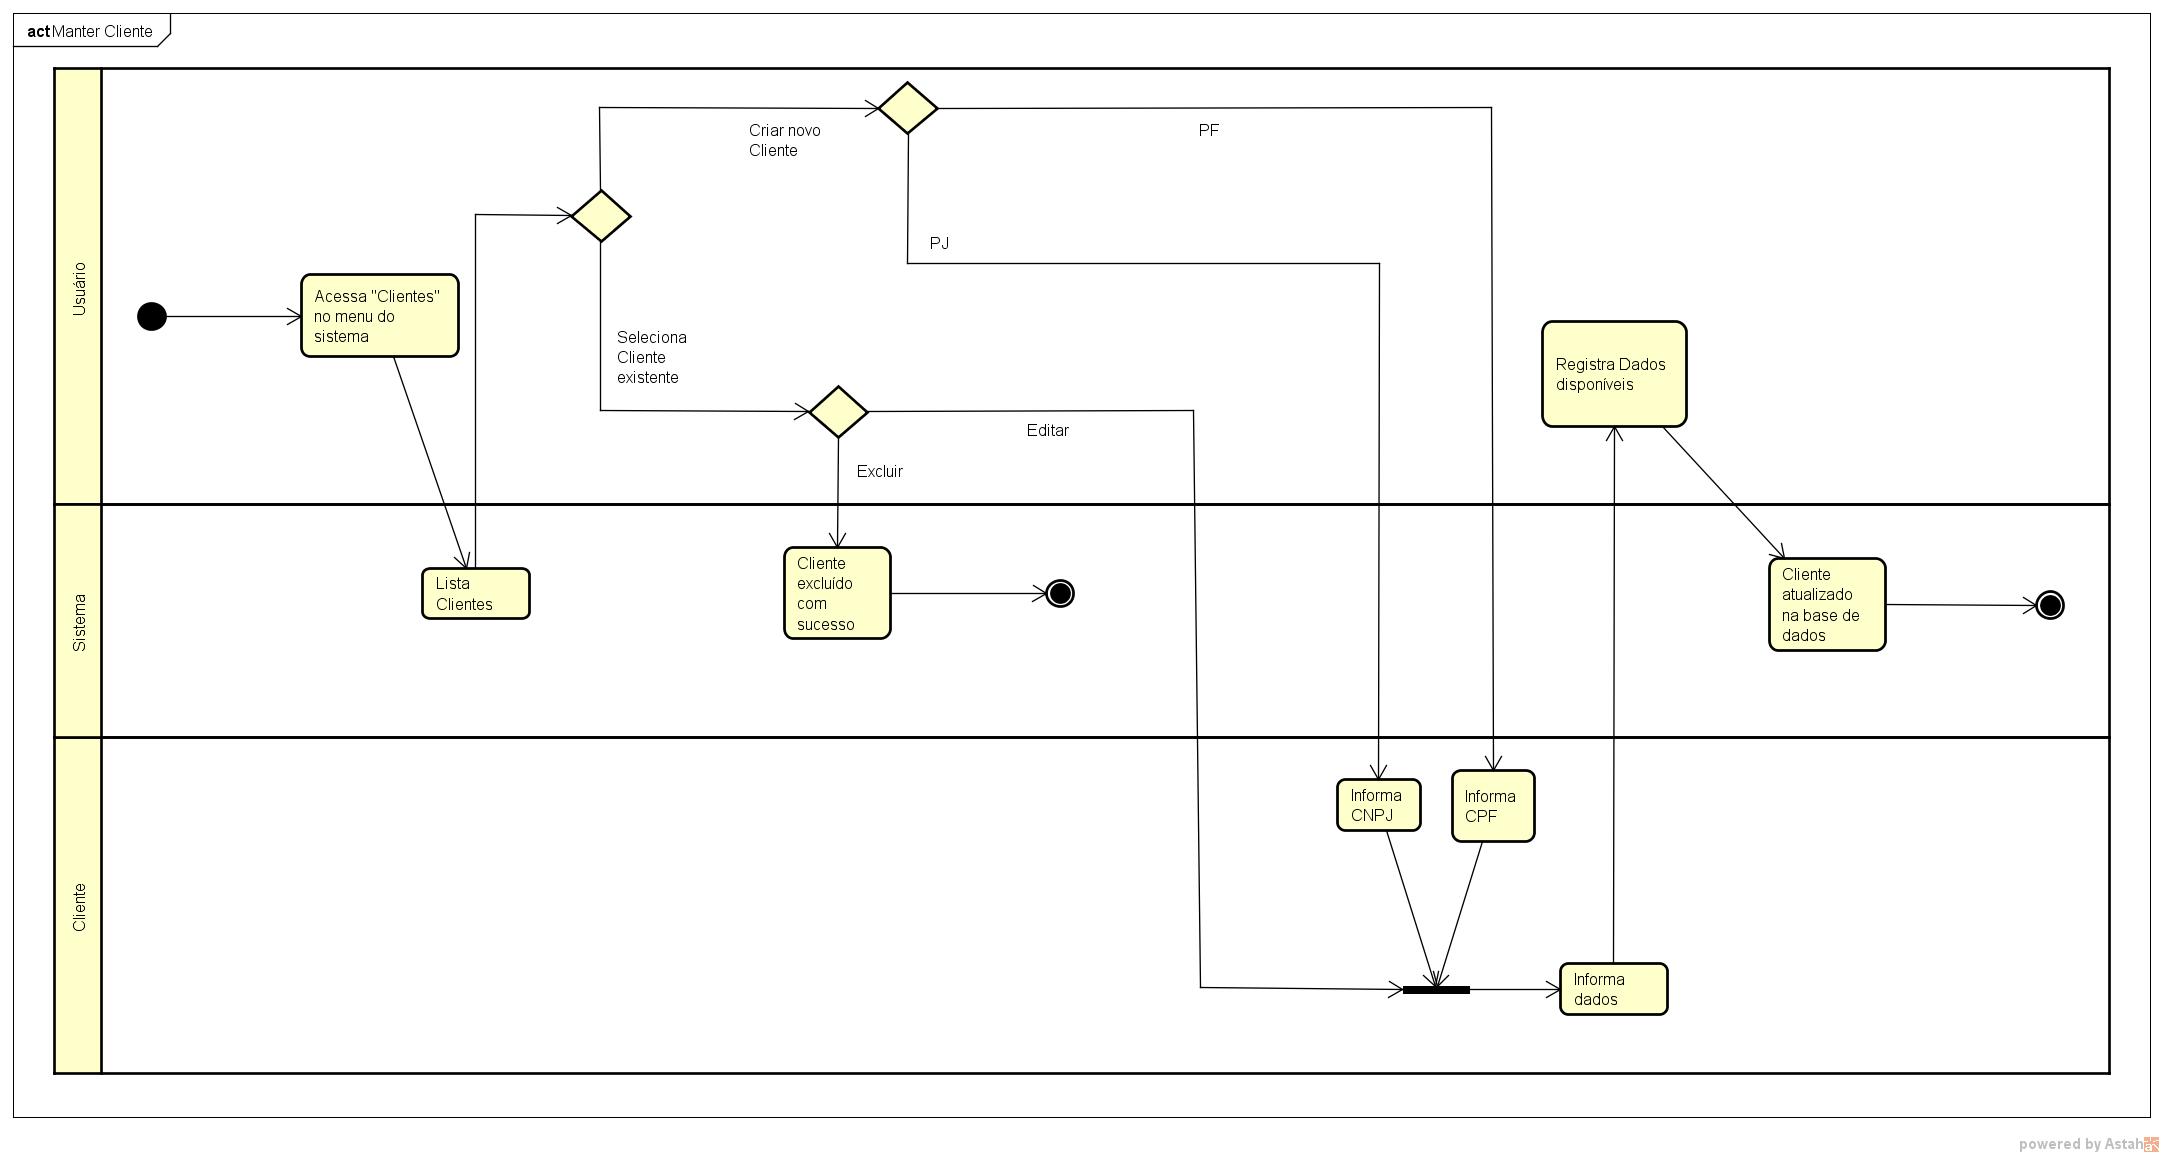 act Manter Cliente
Usuário
Criar novo
Cliente
PF
PJ
Acessa "Clientes"
no menu do
sistema
Seleciona
Cliente
existente
Editar
Excluir
Registra Dados
disponíveis
Sistema
Lista
Clientes
Cliente
excluído
com
sucesso
Cliente
atualizado
na base de
dados
Cliente
Informa
CNPJ
Informa
CPF
Informa
dados
powered by Astah